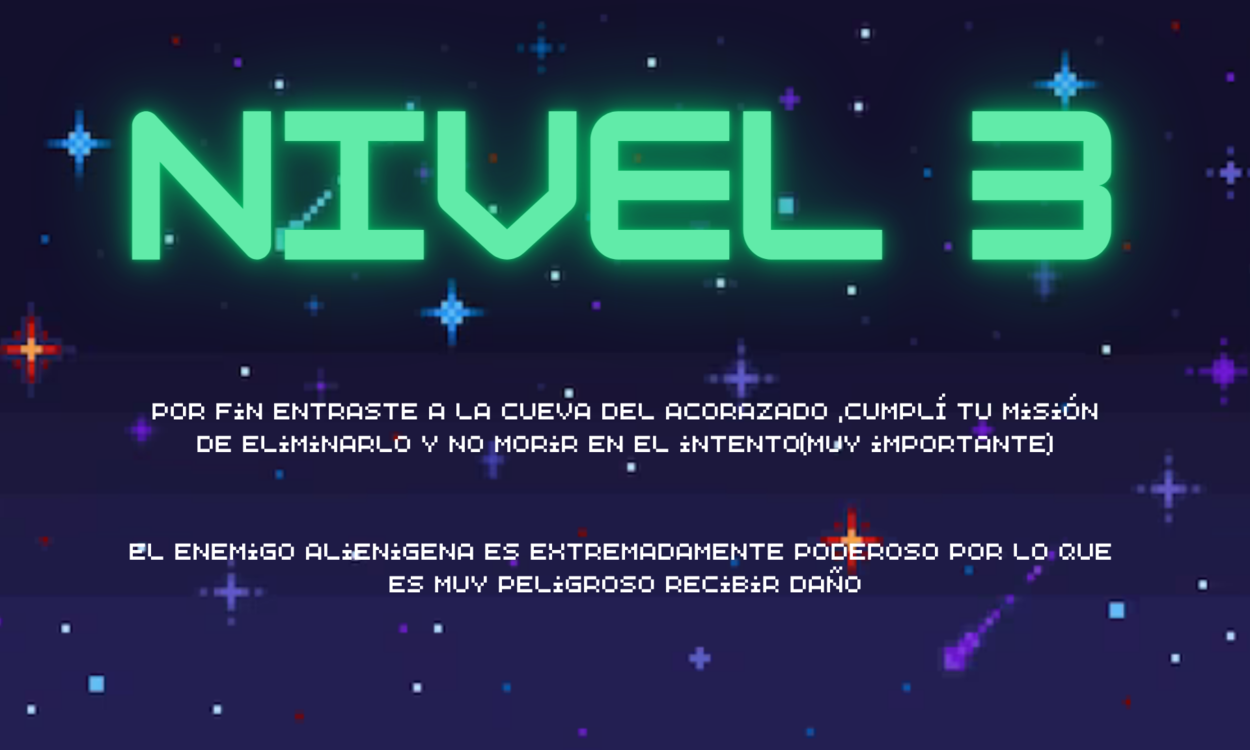 NIVEL 3
POR FiN ENTRASTE A LA CUEVA DEL ACORAZADO ,CUMPLÍ TU MiSiÓN
DE ELiMiNARLO Y NO MORiR EN EL iNTENTO(MUY iMPORTANTE)
EL ENEMiGO ALiENiGENA ES EXTREMADAMENTE PODEROSO POR LO QUE
ES MUY PELiGROSO RECiBiR DAÑO